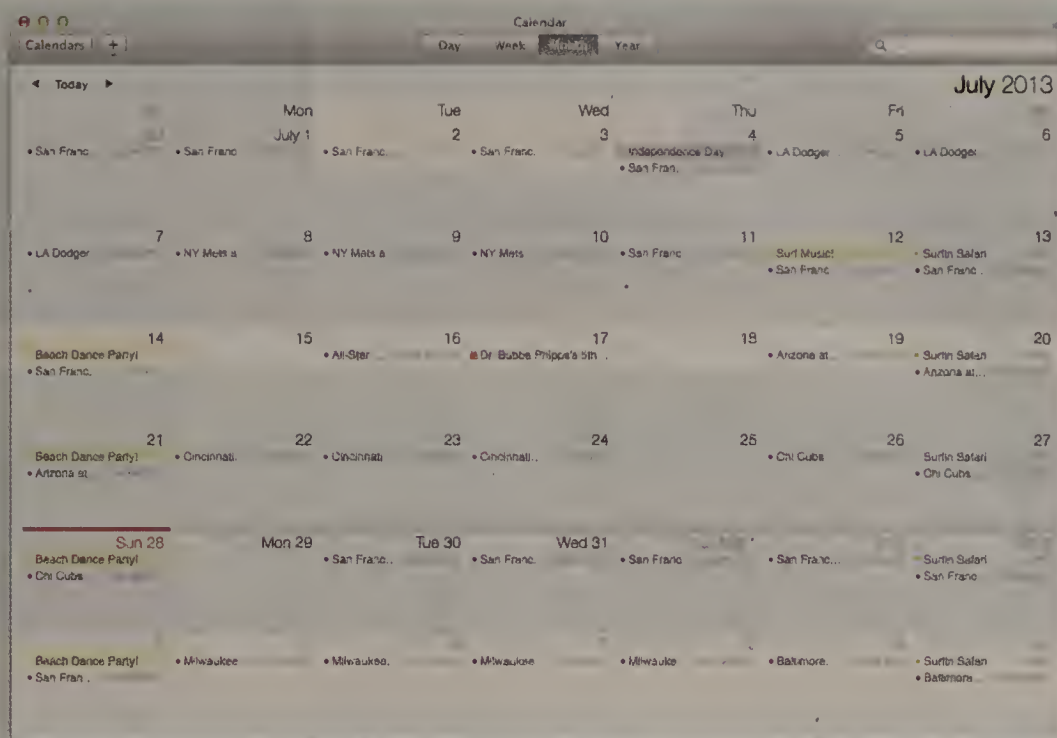 Calendar
Calendars +
Day Week Month Year
Today
July 2013
Mon Tue Wed Thu Fri
July 1 2 3 4 5 6
• San Franc... • San Franc • San Franc. • San Franc. Independence Day • LA Dodger • LA Dodger
• San Fran.
7 8 9 10 11 12 13
• LA Dodger • NY Mets a • NY Mets a • NY Mets • San Franc Surf Music! • Surfin Safari
• San Franc • San Franc.
14 15 16 17 18 19 20
Beach Dance Party! • All-Star Dr. Bubba 5th • Arizona at... • Surfin Safari
• San Franc. • Arizona at...
21 22 23 24 25 26 27
Beach Dance Party! • Cincinnati. • Cincinnati • Cincinnati.. • Chi Cubs Surfin Safari
• Arizona at • Chi Cubs
Sun 28 Mon 29 Tue 30 Wed 31
Beach Dance Party! • San Franc.. • San Franc. • San Franc • San Franc... • Surfin Safari
• Chi Cubs • San Franc
Beach Dance Party! • Milwaukee • Milwaukee. • Milwaukee • Milwauke • Baltimore. • Surfin Safari
• San Fran. • Baltimore